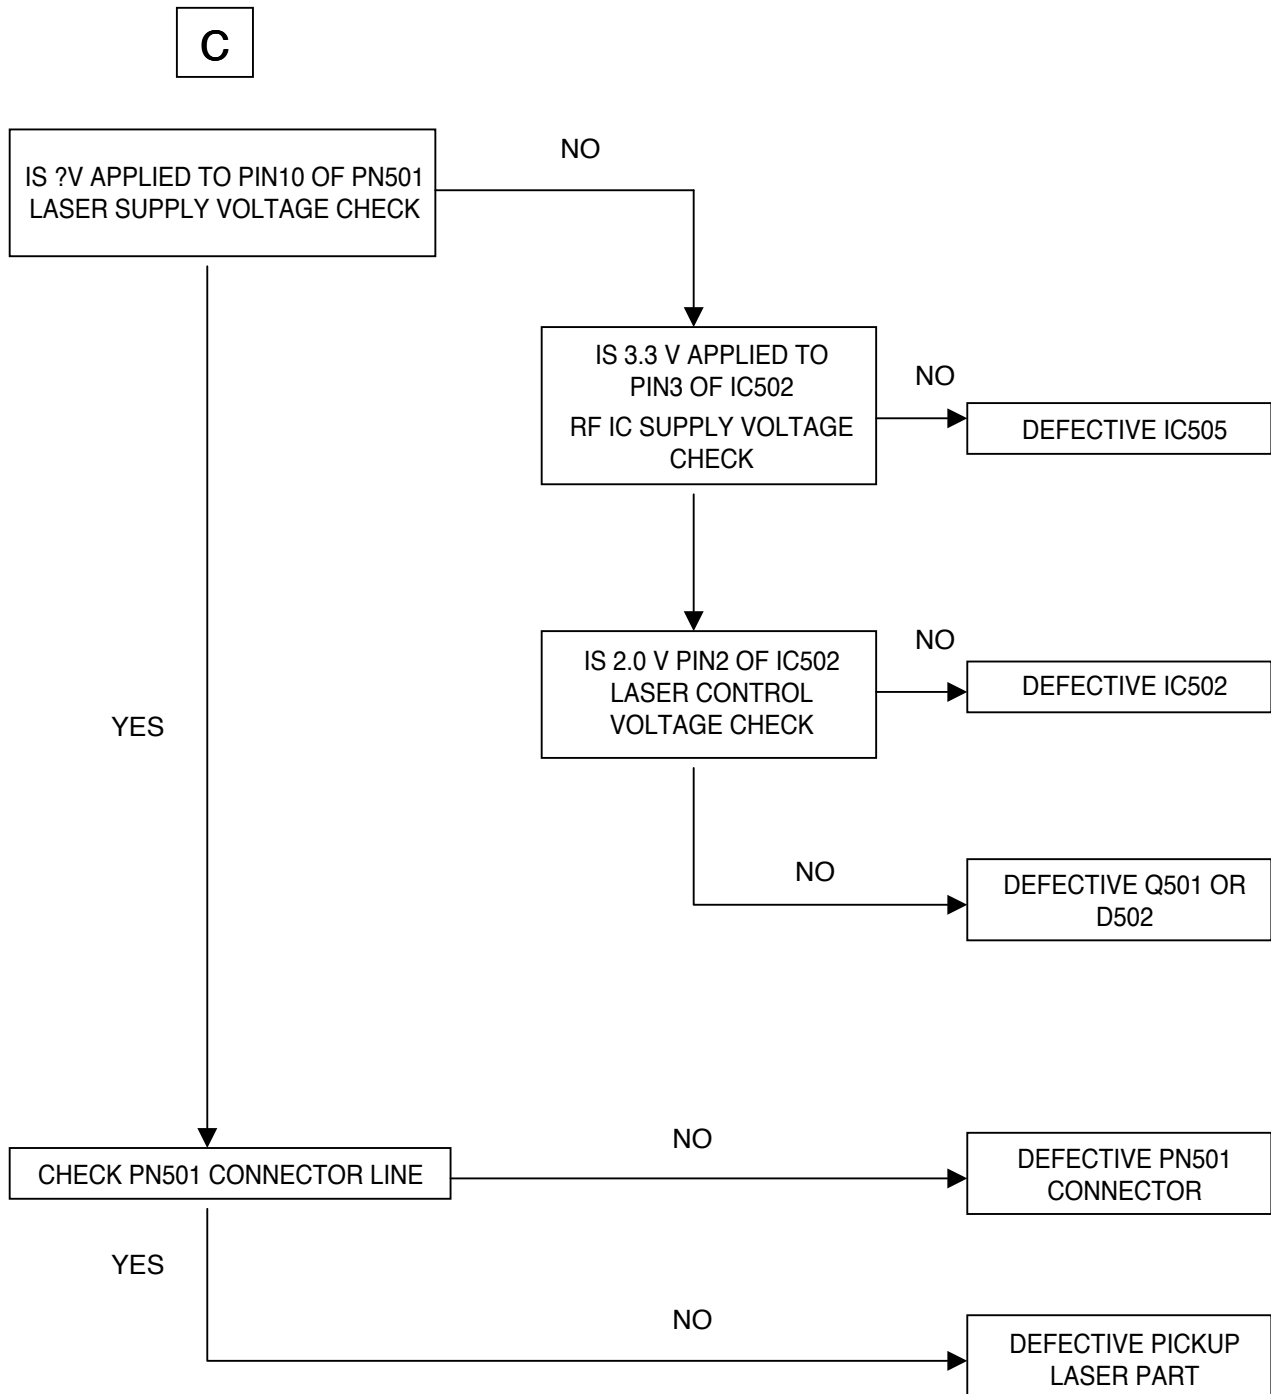 C
IS ?V APPLIED TO PIN10 OF PN501
LASER SUPPLY VOLTAGE CHECK
NO
IS 3.3 V APPLIED TO
PIN3 OF IC502
RF IC SUPPLY VOLTAGE
CHECK
NO
DEFECTIVE IC505
IS 2.0 V PIN2 OF IC502
LASER CONTROL
VOLTAGE CHECK
NO
DEFECTIVE IC502
YES
NO
DEFECTIVE Q501 OR
D502
CHECK PN501 CONNECTOR LINE
NO
DEFECTIVE PN501
CONNECTOR
YES
NO
DEFECTIVE PICKUP
LASER PART